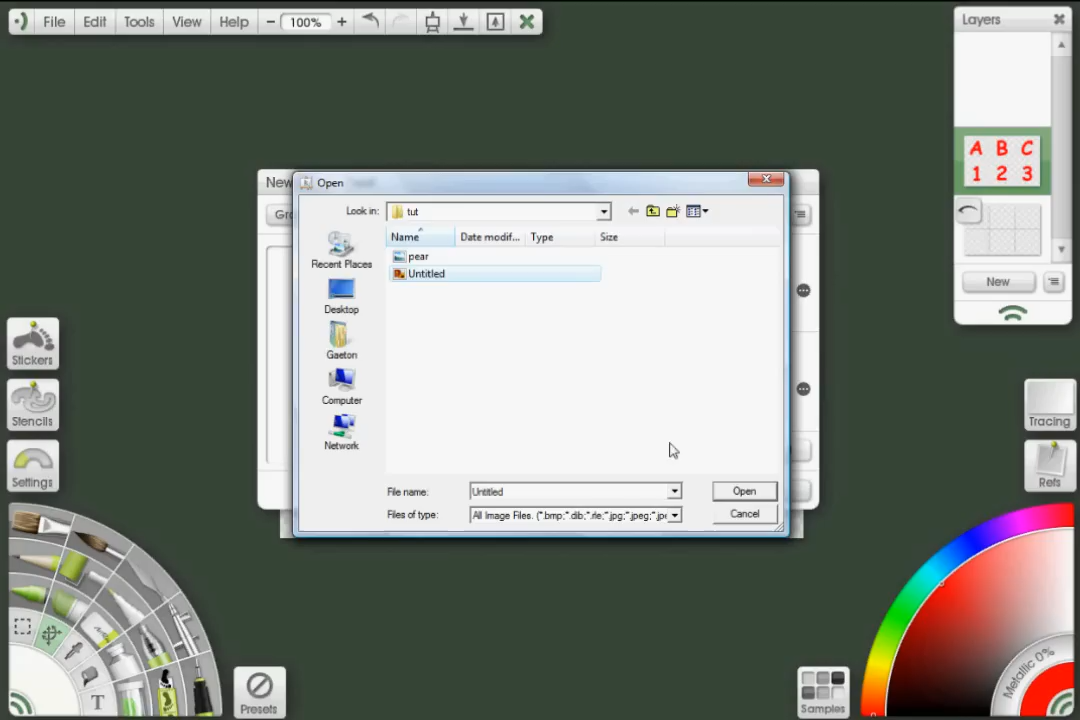 File Edit Tools View Help − 100% +
Layers
A B C
1 2 3
New
New
Open
Look in: tut
Name Date modif... Type Size
pear
Untitled
Recent Places
Desktop
Gaeton
Computer
Network
File name: Untitled Open
Files of type: All Image Files. (*.bmp;*.dib;*.rle;*.jpg;*.jpeg;*.jpe Cancel
Stickers
Stencils
Settings
Tracing
Refs
T
Presets
Samples
Metallic 0%